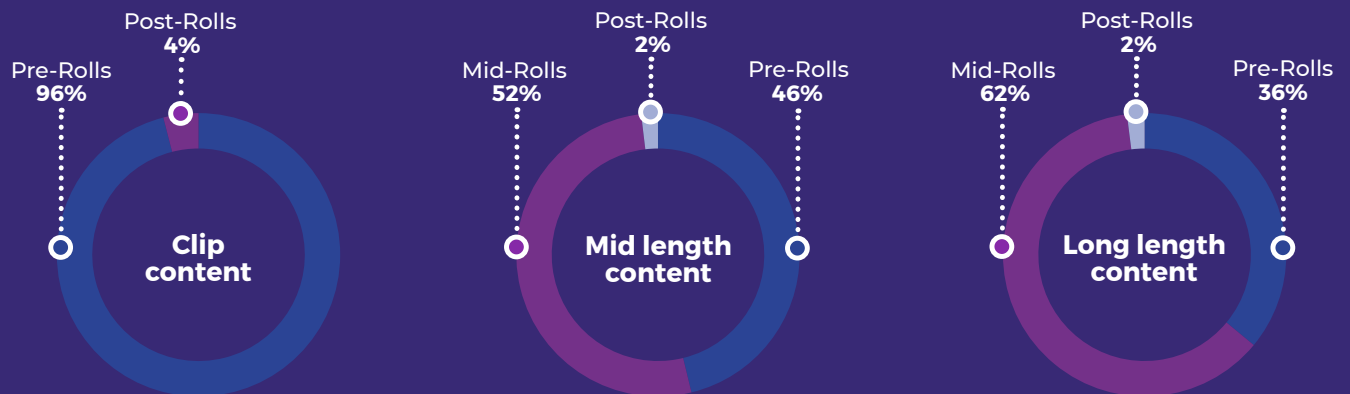 Post-Rolls
4%
Pre-Rolls
96%
Clip
content
Post-Rolls
2%
Mid-Rolls
52%
Pre-Rolls
46%
Mid length
content
Post-Rolls
2%
Mid-Rolls
62%
Pre-Rolls
36%
Long length
content